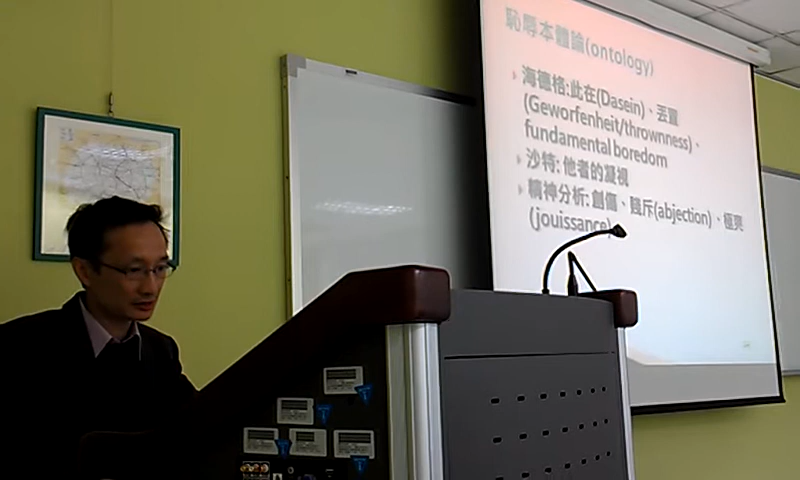 恥辱本體論(ontology)
海德格:此在(Dasein)、丟置
(Geworfenheit/thrownness)、
fundamental boredom
沙特: 他者的凝視
精神分析: 創傷、賤斥(abjection)、極爽
(jouissance)